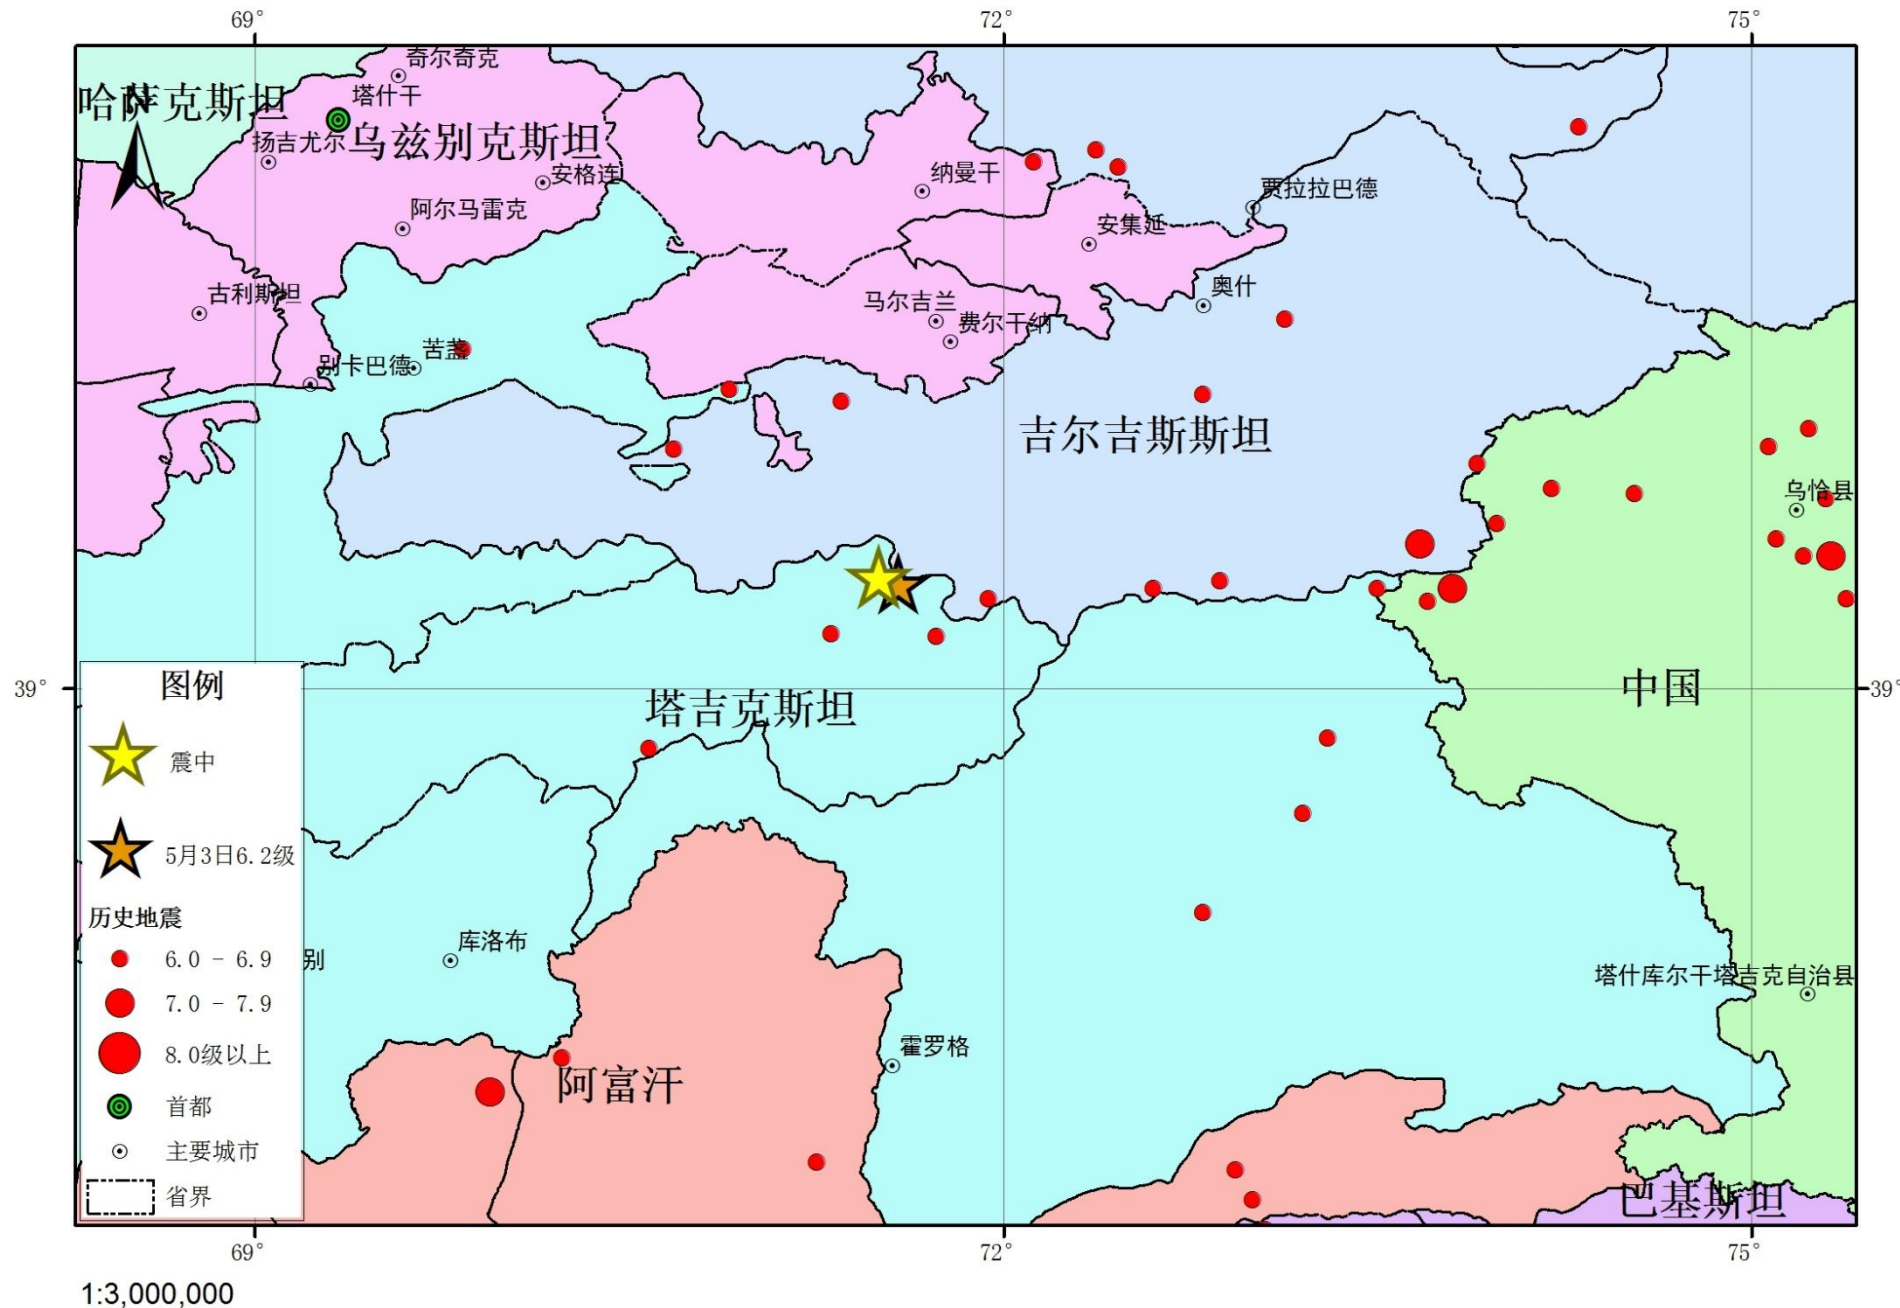 69°
72°
75°
奇尔奇克
哈萨克斯坦
N
塔什干
扬吉尤尔
乌兹别克斯坦
安格连
纳曼干
贾拉拉巴德
阿尔马雷克
安集延
古利斯坦
奥什
马尔吉兰
费尔干纳
别卡巴德
苦盏
吉尔吉斯斯坦
乌恰县
39°
39°
中国
塔吉克斯坦
图例
震中
5月3日6.2级
历史地震
6.0 - 6.9
7.0 - 7.9
8.0级以上
首都
主要城市
省界
别
库洛布
塔什库尔干塔吉克自治县
霍罗格
阿富汗
巴基斯坦
69°
72°
75°
1:3,000,000